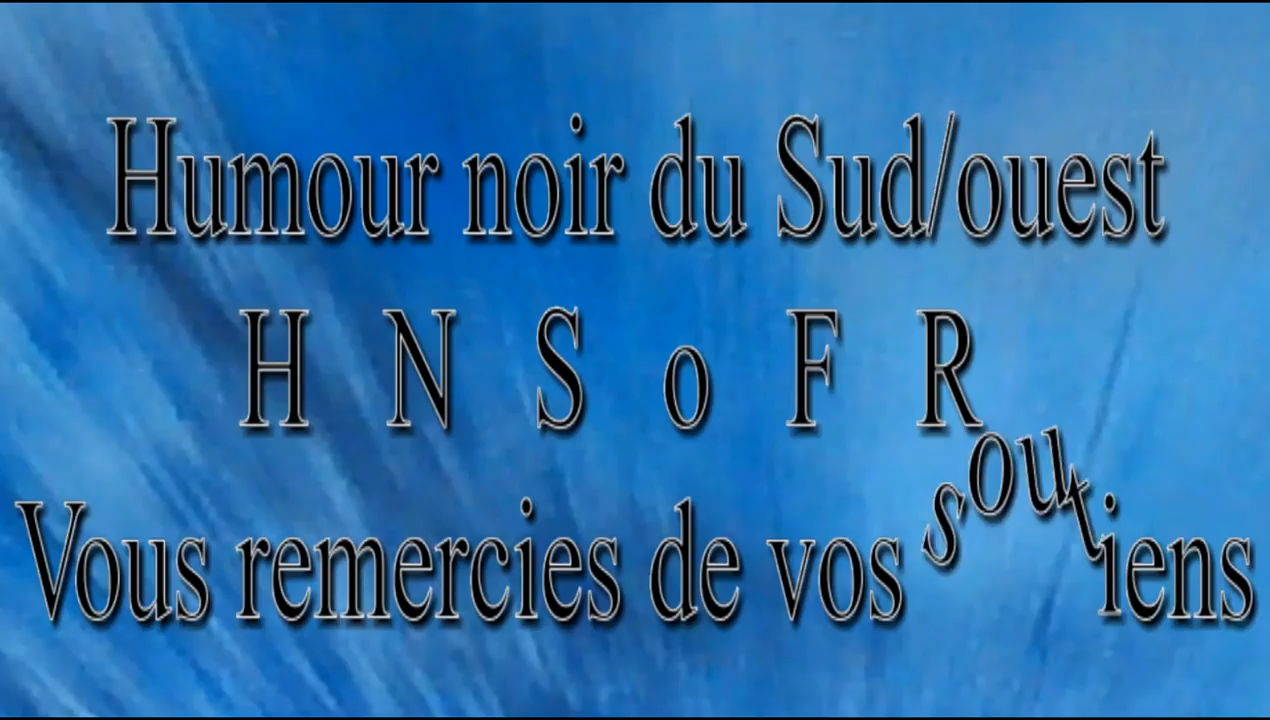 Humour noir du Sud/ouest
H N S o F R
Vous remercies de vos soutiens